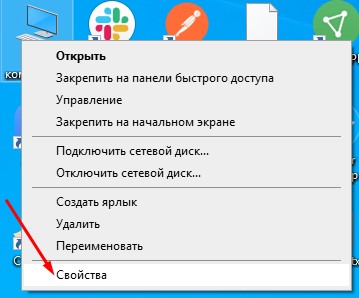 Открыть
Закрепить на панели быстрого доступа
Управление
Закрепить на начальном экране
Подключить сетевой диск...
Отключить сетевой диск...
Создать ярлык
Удалить
Переименовать
Свойства